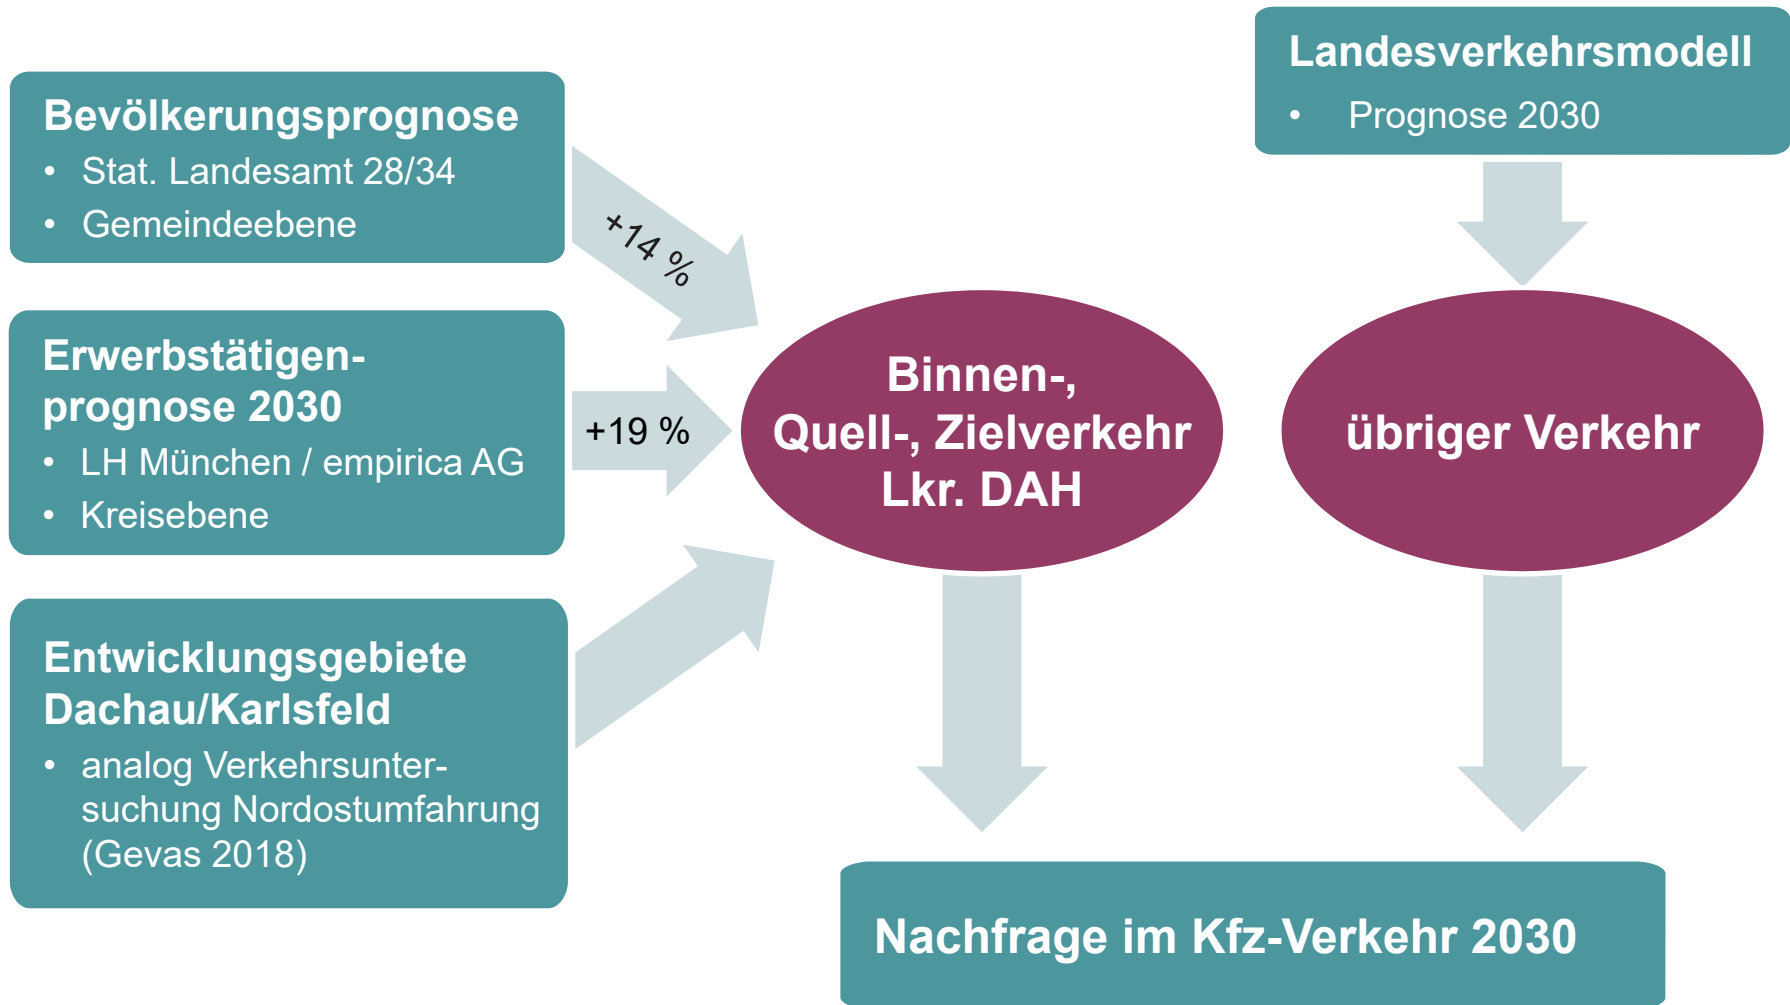 Bevölkerungsprognose
• Stat. Landesamt 28/34
• Gemeindeebene
+14 %
Erwerbstätigen-
prognose 2030
• LH München / empirica AG
• Kreisebene
+19 %
Entwicklungsgebiete
Dachau/Karlsfeld
• analog Verkehrsunter-
suchung Nordostumfahrung
(Gevas 2018)
Binnen-,
Quell-, Zielverkehr
Lkr. DAH
Landesverkehrsmodell
• Prognose 2030
übriger Verkehr
Nachfrage im Kfz-Verkehr 2030